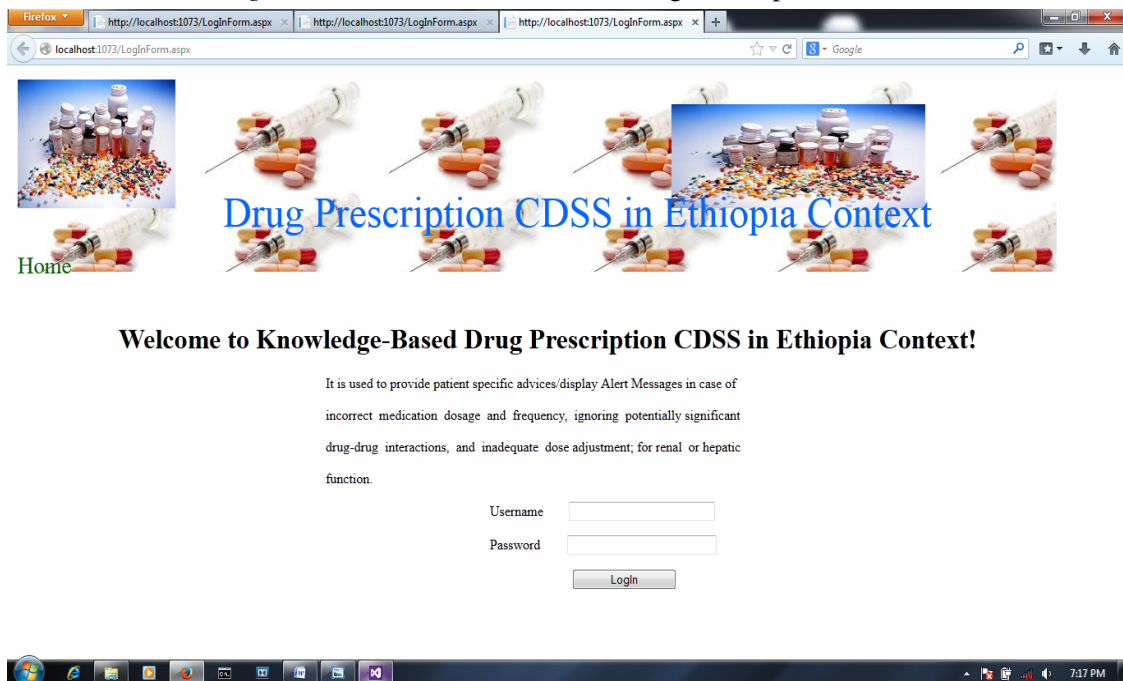 Firefox
http://localhost:1073/LogInForm.aspx
http://localhost:1073/LogInForm.aspx
http://localhost:1073/LogInForm.aspx
localhost:1073/LogInForm.aspx
Google
Drug Prescription CDSS in Ethiopia Context
Home
Welcome to Knowledge-Based Drug Prescription CDSS in Ethiopia Context!
It is used to provide patient specific advices/display Alert Messages in case of
incorrect medication dosage and frequency, ignoring potentially significant
drug-drug interactions, and inadequate dose adjustment; for renal or hepatic
function.
Username
Password
LogIn
7:17 PM